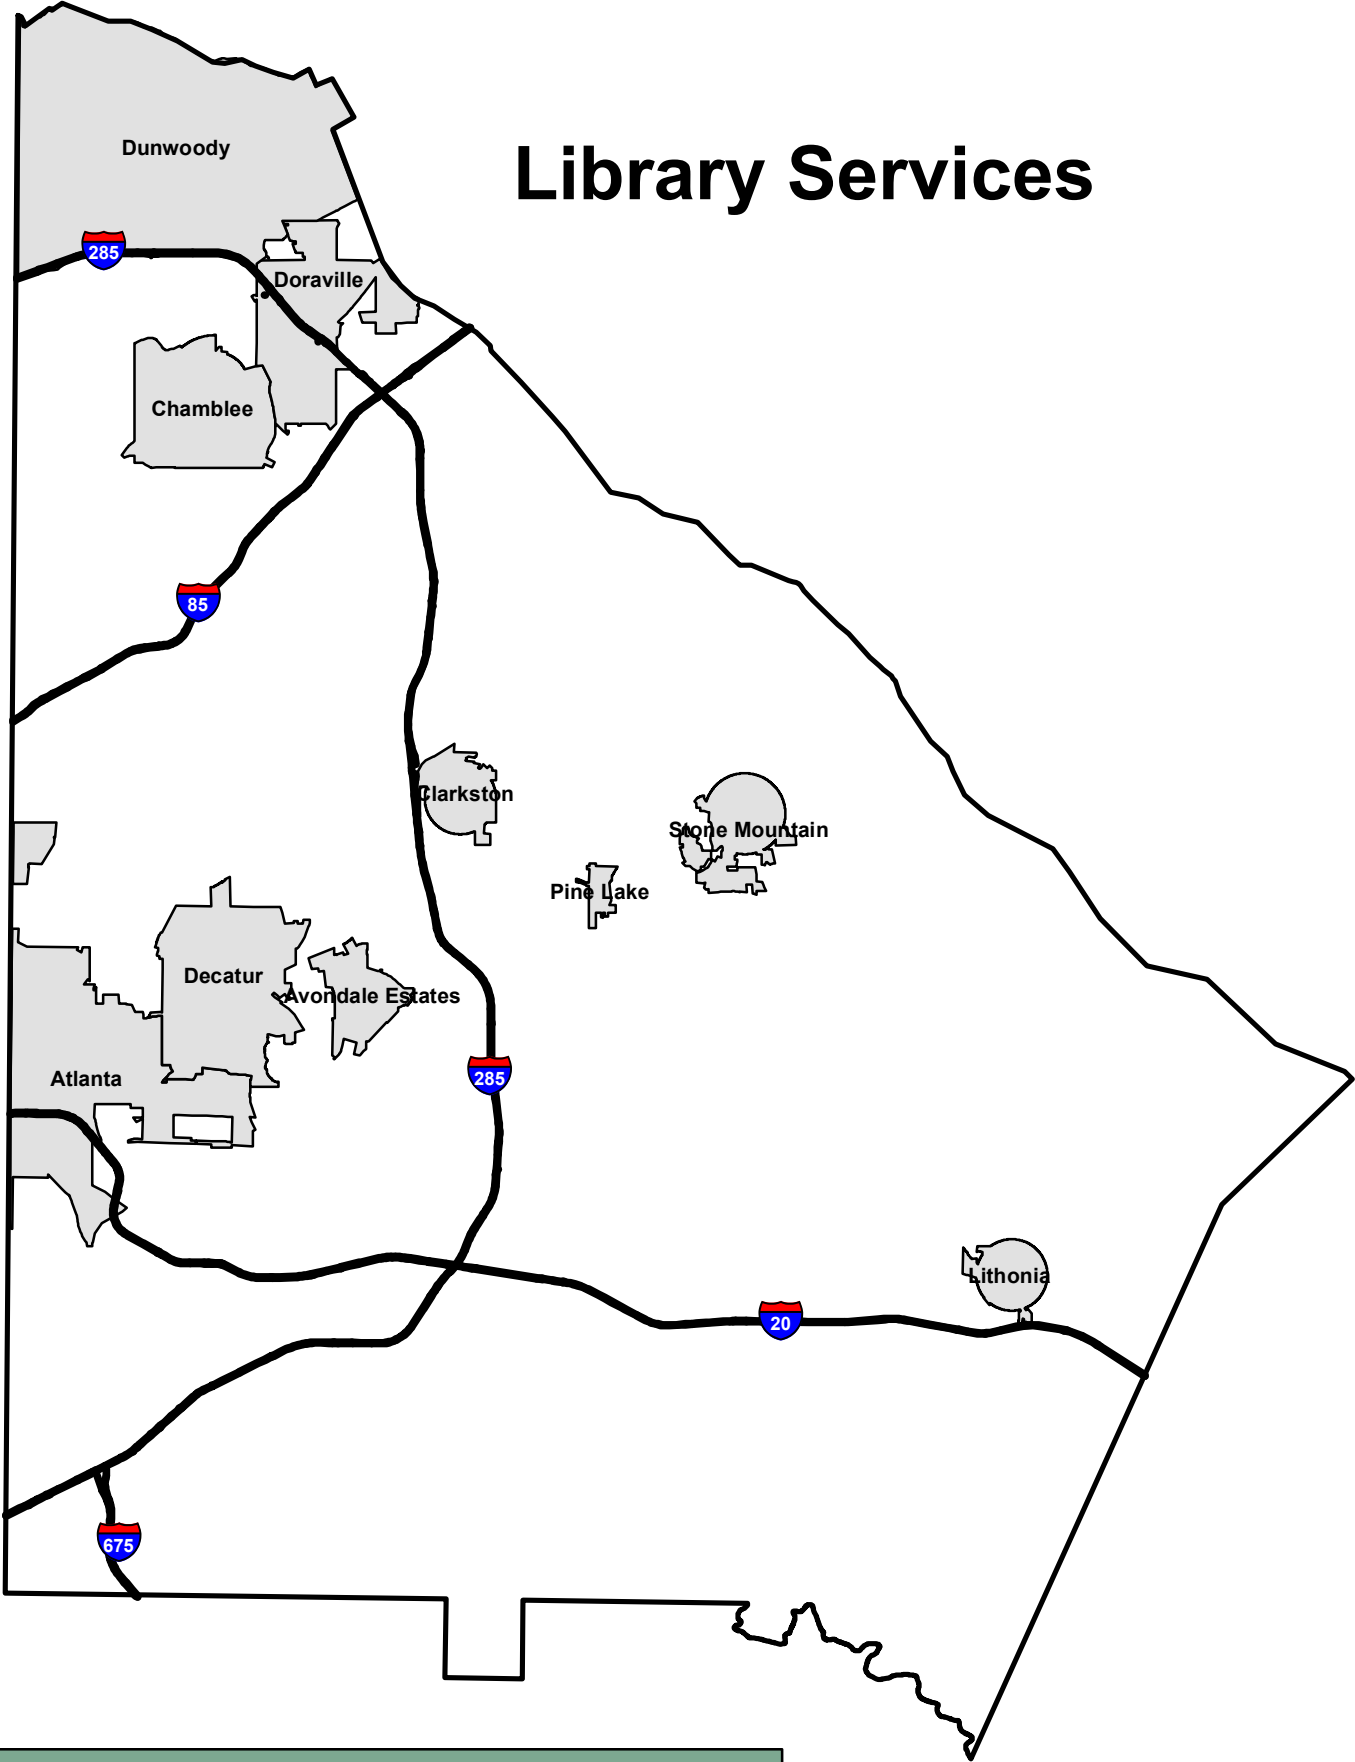 Dunwoody
Library Services
285
Doraville
Chamblee
85
Clarkston
Stone Mountain
Pine Lake
Decatur
Avondale Estates
285
Atlanta
Lithonia
20
675